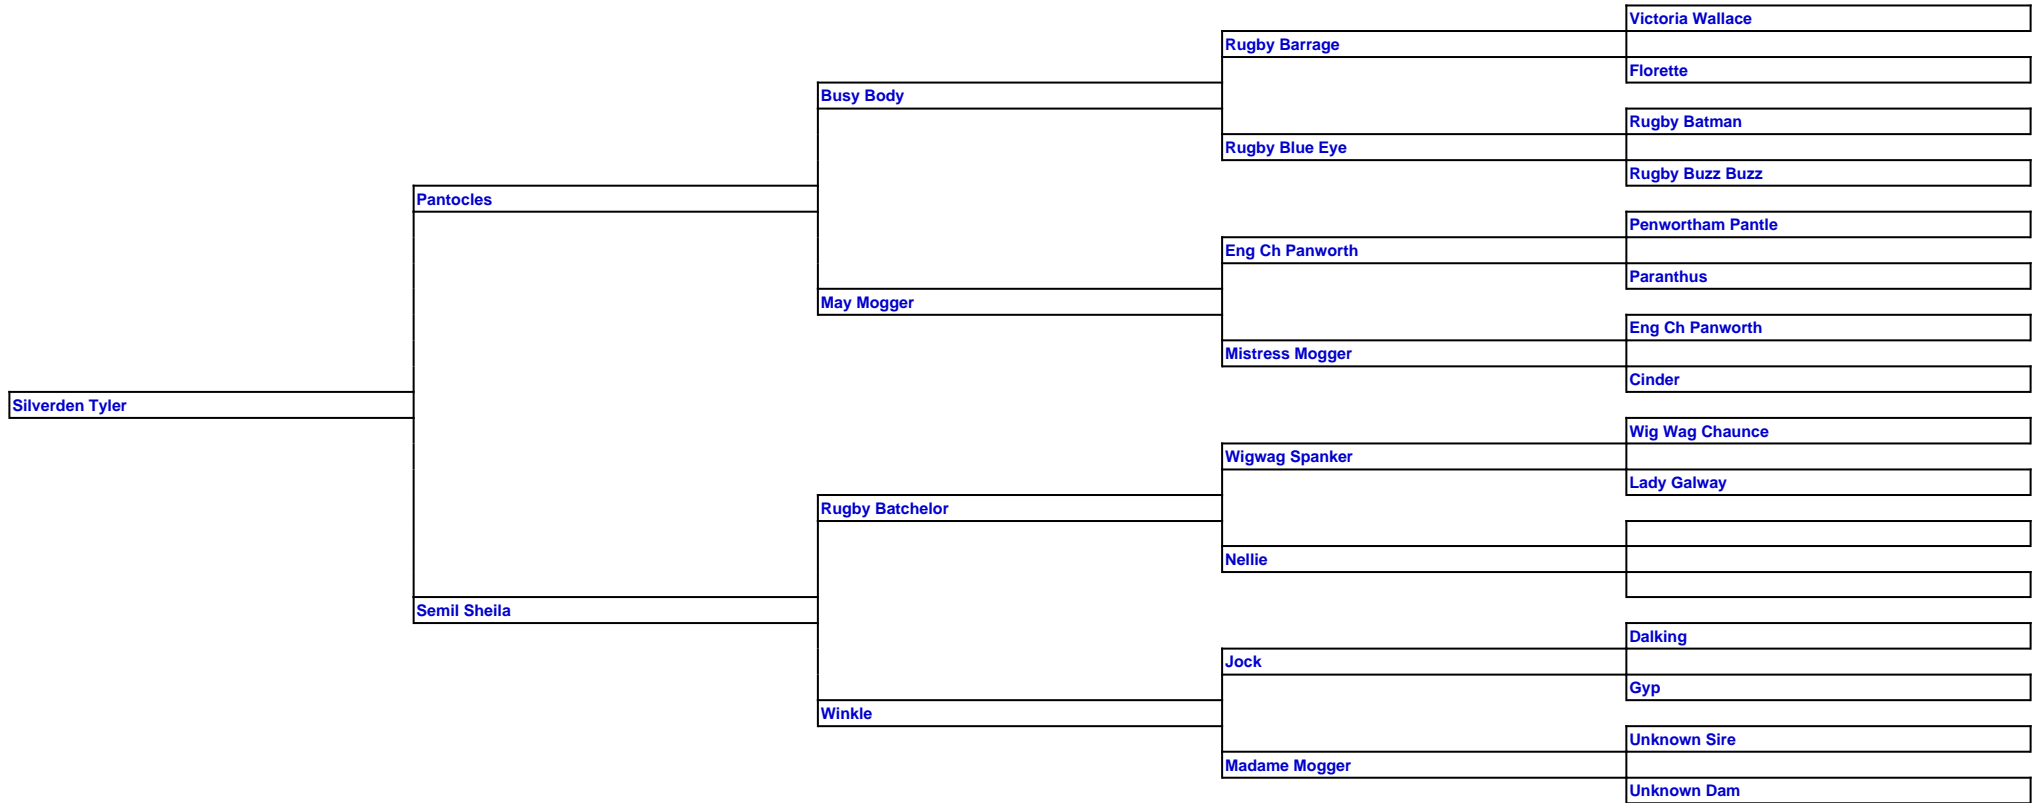 Victoria Wallace
Rugby Barrage
Florette
Busy Body
Rugby Batman
Rugby Blue Eye
Rugby Buzz Buzz
Pantocles
Penwortham Pantle
Eng Ch Panworth
Paranthus
May Mogger
Eng Ch Panworth
Mistress Mogger
Cinder
Silverden Tyler
Wig Wag Chaunce
Wigwag Spanker
Lady Galway
Rugby Batchelor
Nellie
Semil Sheila
Dalking
Jock
Gyp
Winkle
Unknown Sire
Madame Mogger
Unknown Dam